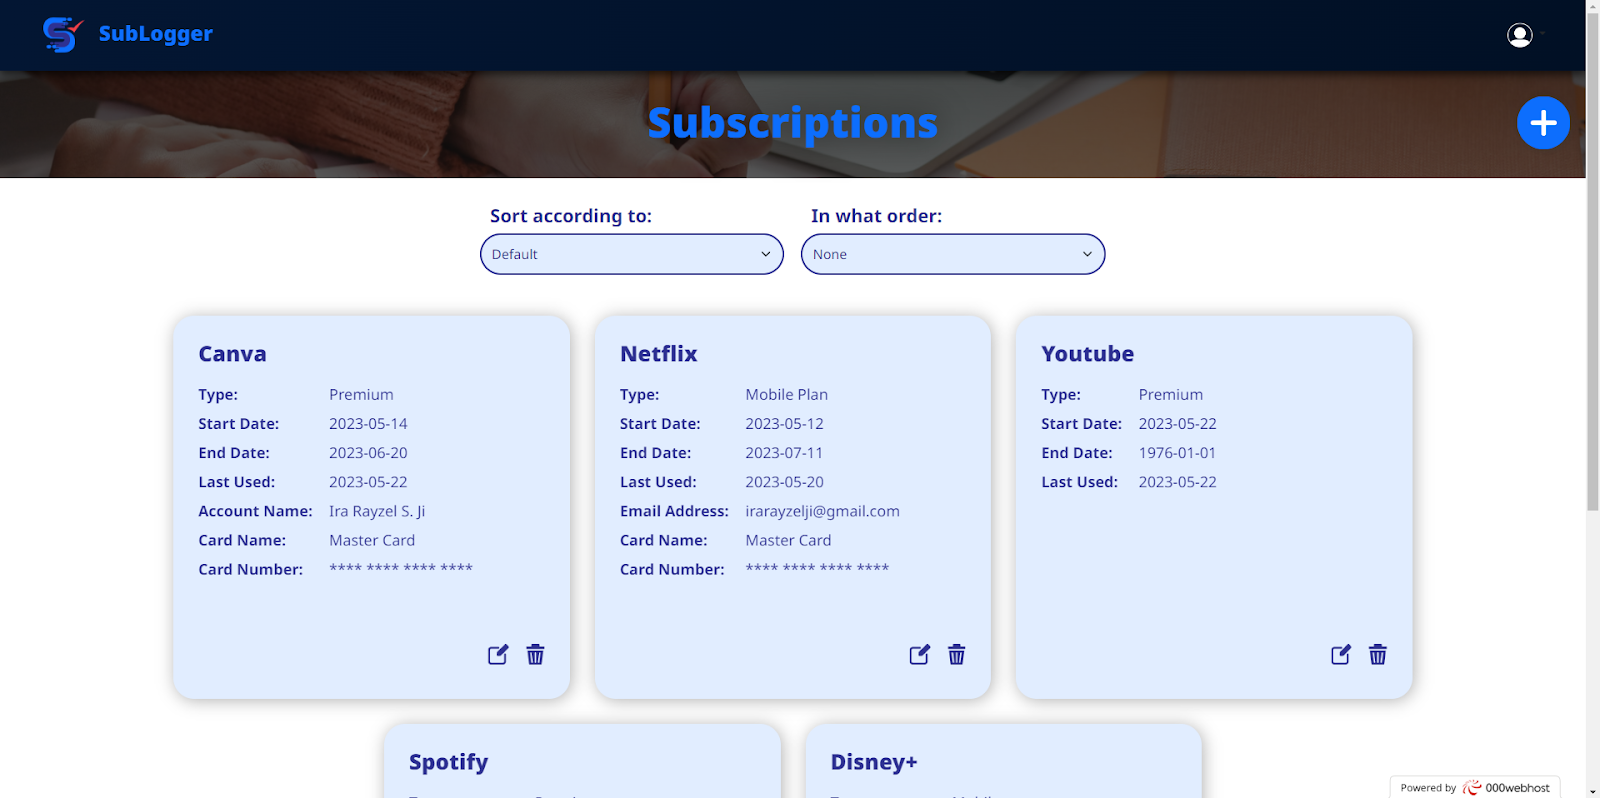 SubLogger
Subscriptions
Sort according to:
In what order:
Default
None
Canva
Type: Premium
Start Date: 2023-05-14
End Date: 2023-06-20
Last Used: 2023-05-22
Account Name: Ira Rayzel S. Ji
Card Name: Master Card
Card Number: **** **** **** ****
Netflix
Type: Mobile Plan
Start Date: 2023-05-12
End Date: 2023-07-11
Last Used: 2023-05-20
Email Address: irarayzelji@gmail.com
Card Name: Master Card
Card Number: **** **** **** ****
Youtube
Type: Premium
Start Date: 2023-05-22
End Date: 1976-01-01
Last Used: 2023-05-22
Spotify
Disney+
Powered by 000webhost